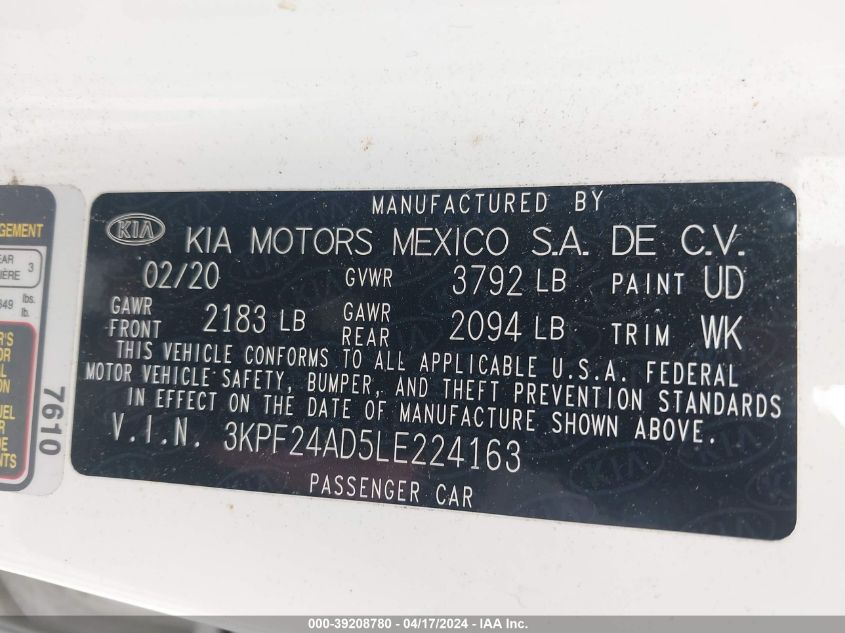 MANUFACTURED BY
KIA KIA MOTORS MEXICO S.A. DE C.V.
02/20 GVWR 3792 LB PAINT UD
GAWR FRONT 2183 LB GAWR REAR 2094 LB TRIM WK
THIS VEHICLE CONFORMS TO ALL APPLICABLE U.S.A. FEDERAL
MOTOR VEHICLE SAFETY, BUMPER, AND THEFT PREVENTION STANDARDS
IN EFFECT ON THE DATE OF MANUFACTURE SHOWN ABOVE.
V.I.N. 3KPF24AD5LE224163
PASSENGER CAR
7610
3
lbs.
lb.
000-39208780 - 04/17/2024 - IAA Inc.